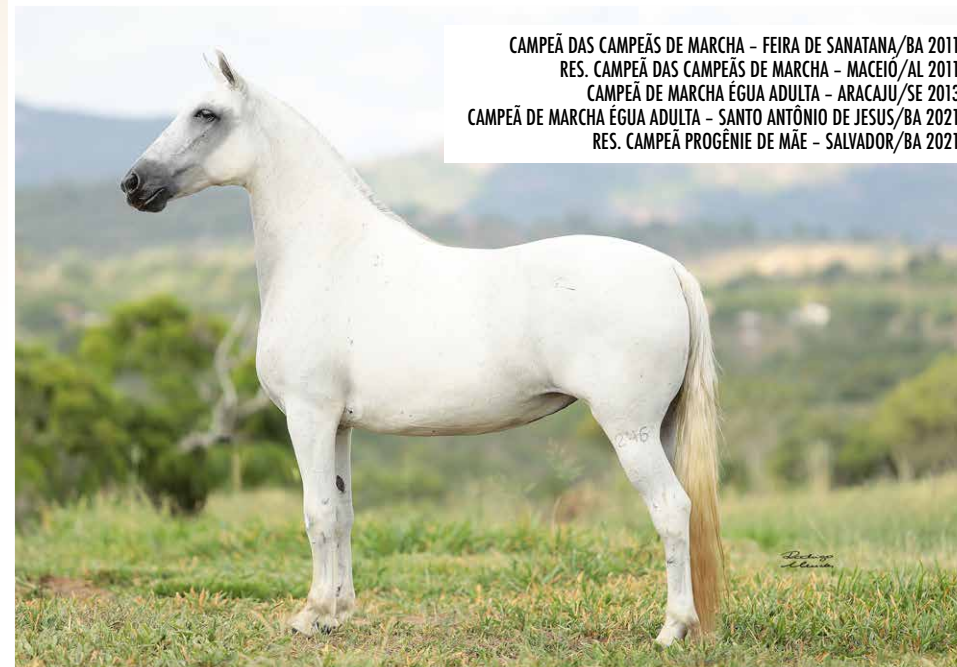 CAMPEÃ DAS CAMPEÃS DE MARCHA – FEIRA DE SANATANA/BA 2011
RES. CAMPEÃ DAS CAMPEÃS DE MARCHA – MACEIÓ/AL 2011
CAMPEÃ DE MARCHA ÉGUA ADULTA – ARACAJU/SE 2013
CAMPEÃ DE MARCHA ÉGUA ADULTA – SANTO ANTÔNIO DE JESUS/BA 2021
RES. CAMPEÃ PROGÊNIE DE MÃE – SALVADOR/BA 2021
246
Rodrigo